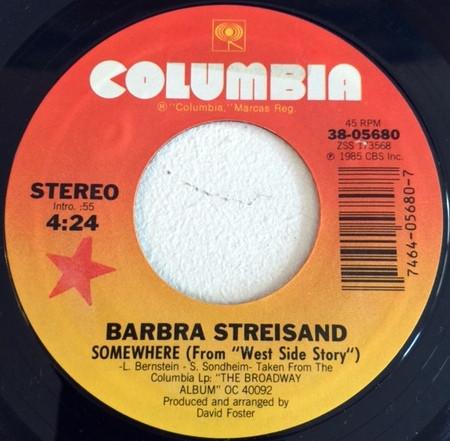 COLUMBIA
® "Columbia," Marcas Reg.
45 RPM
38-05680
ZSS 173568
℗ 1985 CBS Inc.
STEREO
Intro. :55
4:24
7464-05680-7
BARBRA STREISAND
SOMEWHERE (From "West Side Story")
-L. Bernstein - S. Sondheim- Taken From The
Columbia Lp: "THE BROADWAY
ALBUM" OC 40092
Produced and arranged by
David Foster